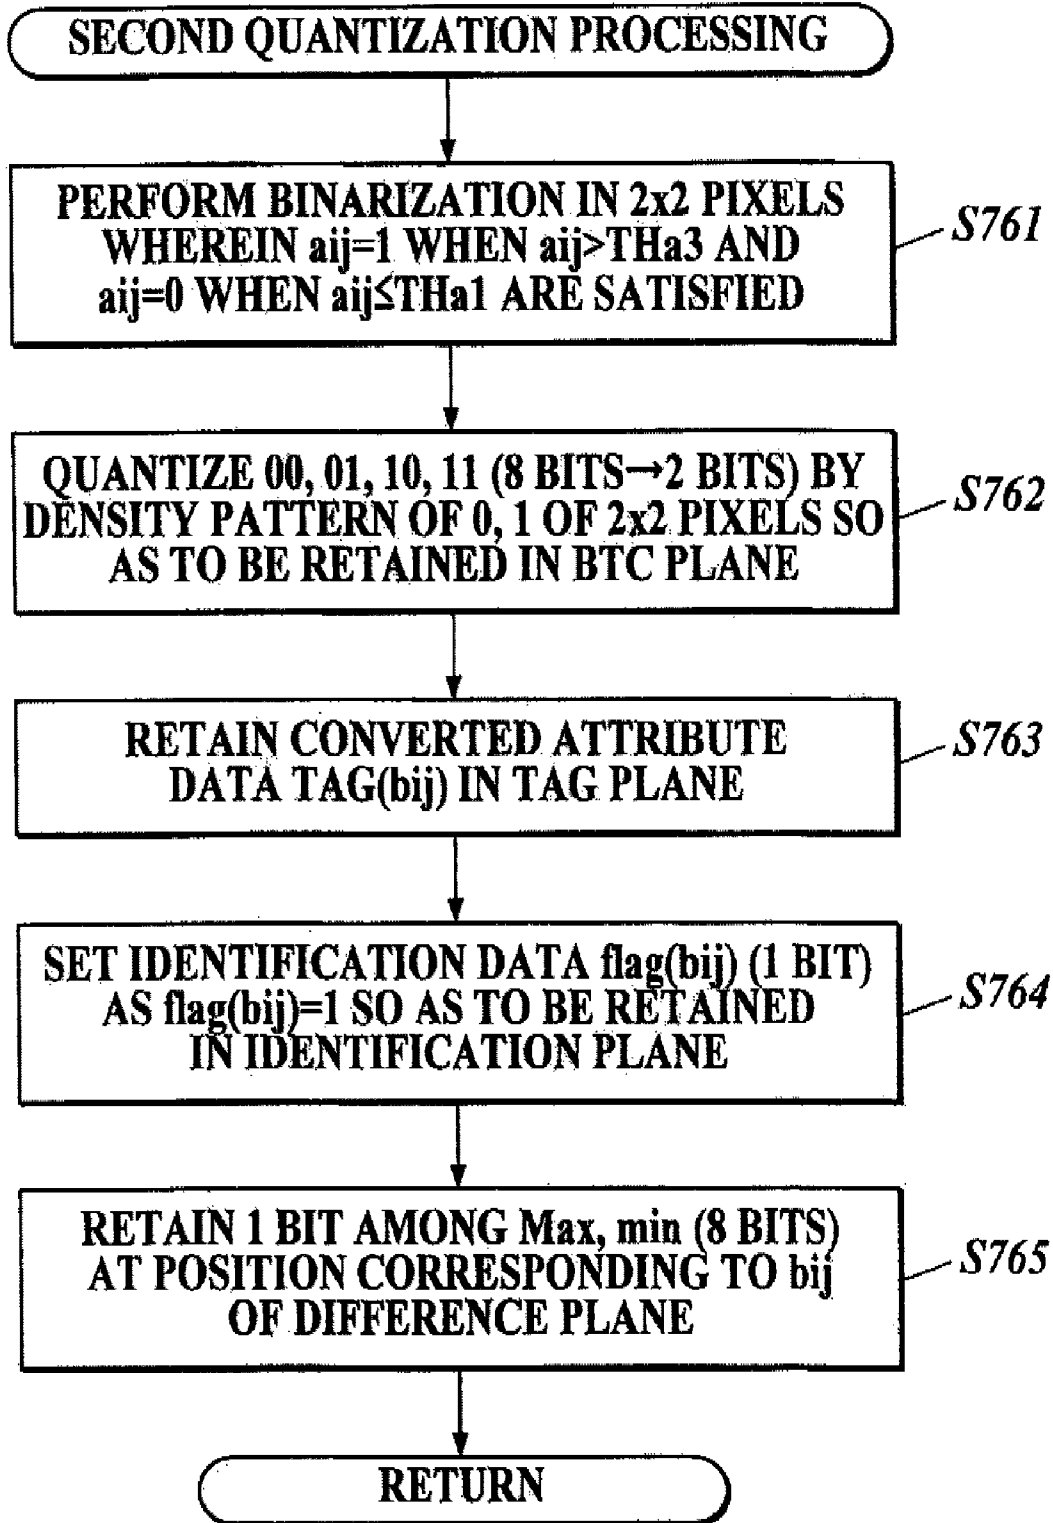 SECOND QUANTIZATION PROCESSING
PERFORM BINARIZATION IN 2x2 PIXELS
WHEREIN aij=1 WHEN aij>THa3 AND
aij=0 WHEN aij≤THa1 ARE SATISFIED
S761
QUANTIZE 00, 01, 10, 11 (8 BITS→2 BITS) BY
DENSITY PATTERN OF 0, 1 OF 2x2 PIXELS SO
AS TO BE RETAINED IN BTC PLANE
S762
RETAIN CONVERTED ATTRIBUTE
DATA TAG(bij) IN TAG PLANE
S763
SET IDENTIFICATION DATA flag(bij) (1 BIT)
AS flag(bij)=1 SO AS TO BE RETAINED
IN IDENTIFICATION PLANE
S764
RETAIN 1 BIT AMONG Max, min (8 BITS)
AT POSITION CORRESPONDING TO bij
OF DIFFERENCE PLANE
S765
RETURN